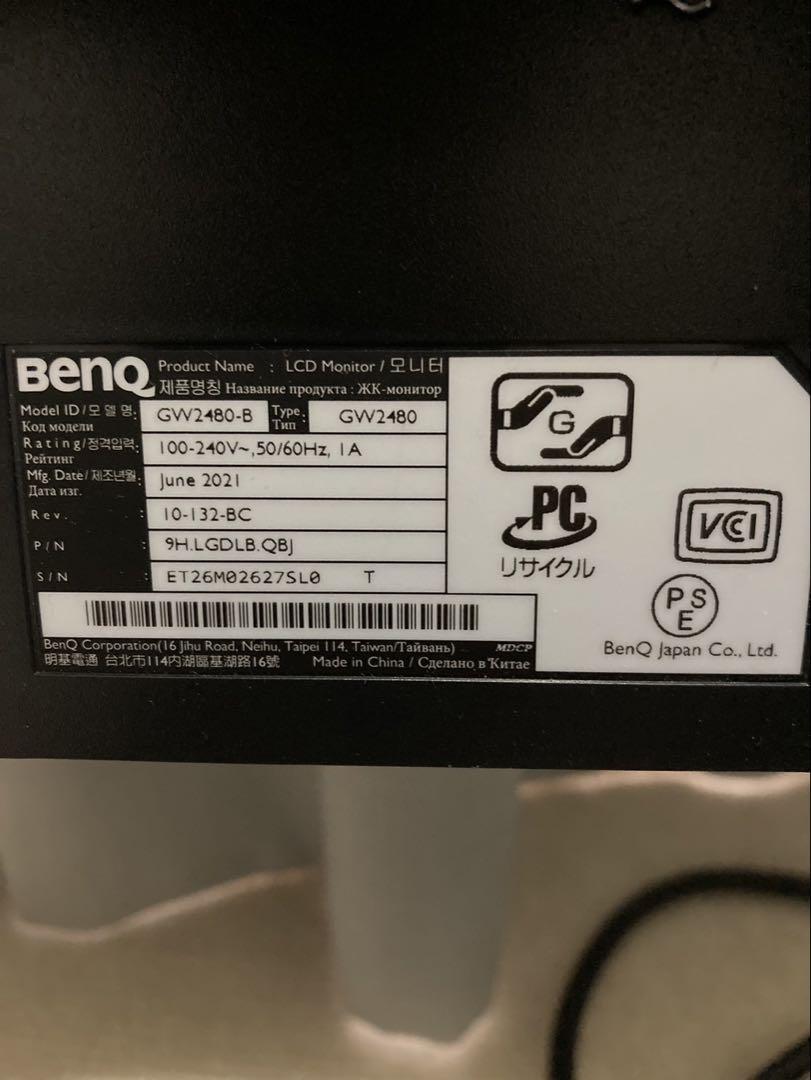 BenQ
Product Name : LCD Monitor / 모니터
제품명칭 Название продукта : ЖК-монитор
Model ID/모델명: GW2480-B Type: GW2480
Код модели Тип
Rating/정격입력: 100-240V~,50/60Hz, 1A
Рейтинг
Mfg. Date/제조년월: June 2021
Дата изг.
Rev. : 10-132-BC
P/N : 9H.LGDLB.QBJ
S/N : ET26M02627SL0 T
BenQ Corporation(16 Jihu Road, Neihu, Taipei 114, Taiwan/Тайвань) MDCP
明基電通 台北市114內湖區基湖路16號 Made in China / Сделано в Китае
G
PC
リサイクル
VCCI
PSE
BenQ Japan Co., Ltd.